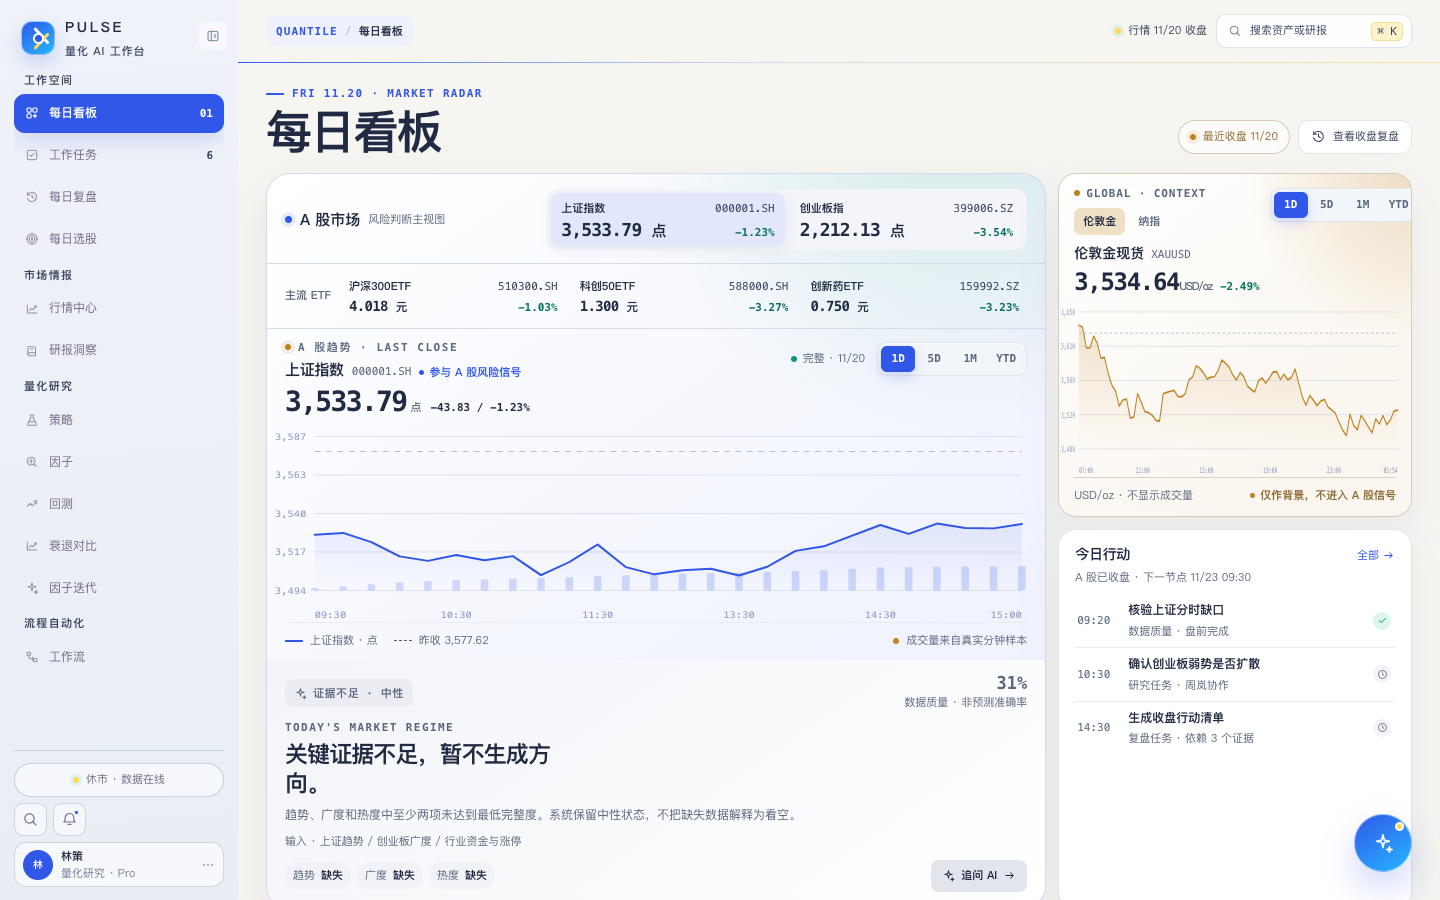 PULSE
量化 AI 工作台
工作空间
每日看板 01
工作任务 6
每日复盘
每日选股
市场情报
行情中心
研报洞察
量化研究
策略
因子
回测
衰退对比
因子迭代
流程自动化
工作流
休市 · 数据在线
林 林策
量化研究 · Pro
QUANTILE / 每日看板
行情 11/20 收盘
搜索资产或研报 ⌘ K
FRI 11.20 · MARKET RADAR
每日看板
最近收盘 11/20
查看收盘复盘
A 股市场 风险判断主视图
上证指数 000001.SH
3,533.79 点 −1.23%
创业板指 399006.SZ
2,212.13 点 −3.54%
主流 ETF
沪深300ETF 510300.SH
4.018 元 −1.03%
科创50ETF 588000.SH
1.300 元 −3.27%
创新药ETF 159992.SZ
0.750 元 −3.23%
A 股趋势 · LAST CLOSE
上证指数 000001.SH 参与 A 股风险信号
3,533.79 点 −43.83 / −1.23%
完整 · 11/20
1D 5D 1M YTD
3,587
3,563
3,540
3,517
3,494
09:30 10:30 11:30 13:30 14:30 15:00
上证指数 · 点 昨收 3,577.62
成交量来自真实分钟样本
证据不足 · 中性
31%
数据质量 · 非预测准确率
TODAY'S MARKET REGIME
关键证据不足，暂不生成方
向。
趋势、广度和热度中至少两项未达到最低完整度。系统保留中性状态，不把缺失数据解释为看空。
输入 · 上证趋势 / 创业板广度 / 行业资金与涨停
趋势 缺失 广度 缺失 热度 缺失
追问 AI →
GLOBAL · CONTEXT
1D 5D 1M YTD
伦敦金 纳指
伦敦金现货 XAUUSD
3,534.64 USD/oz −2.49%
3,650
3,610
3,569
3,529
3,489
07:00 11:00 15:00 19:00 23:00 05:54
USD/oz · 不显示成交量
仅作背景，不进入 A 股信号
今日行动 全部 →
A 股已收盘 · 下一节点 11/23 09:30
09:20 核验上证分时缺口
数据质量 · 盘前完成
10:30 确认创业板弱势是否扩散
研究任务 · 周岚协作
14:30 生成收盘行动清单
复盘任务 · 依赖 3 个证据